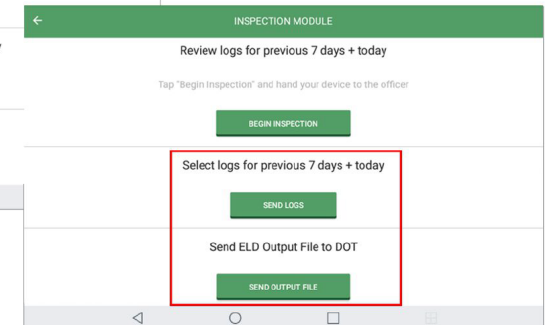 INSPECTION MODULE
Review logs for previous 7 days + today
Tap "Begin Inspection" and hand your device to the officer
BEGIN INSPECTION
Select logs for previous 7 days + today
SEND LOGS
Send ELD Output File to DOT
SEND OUTPUT FILE